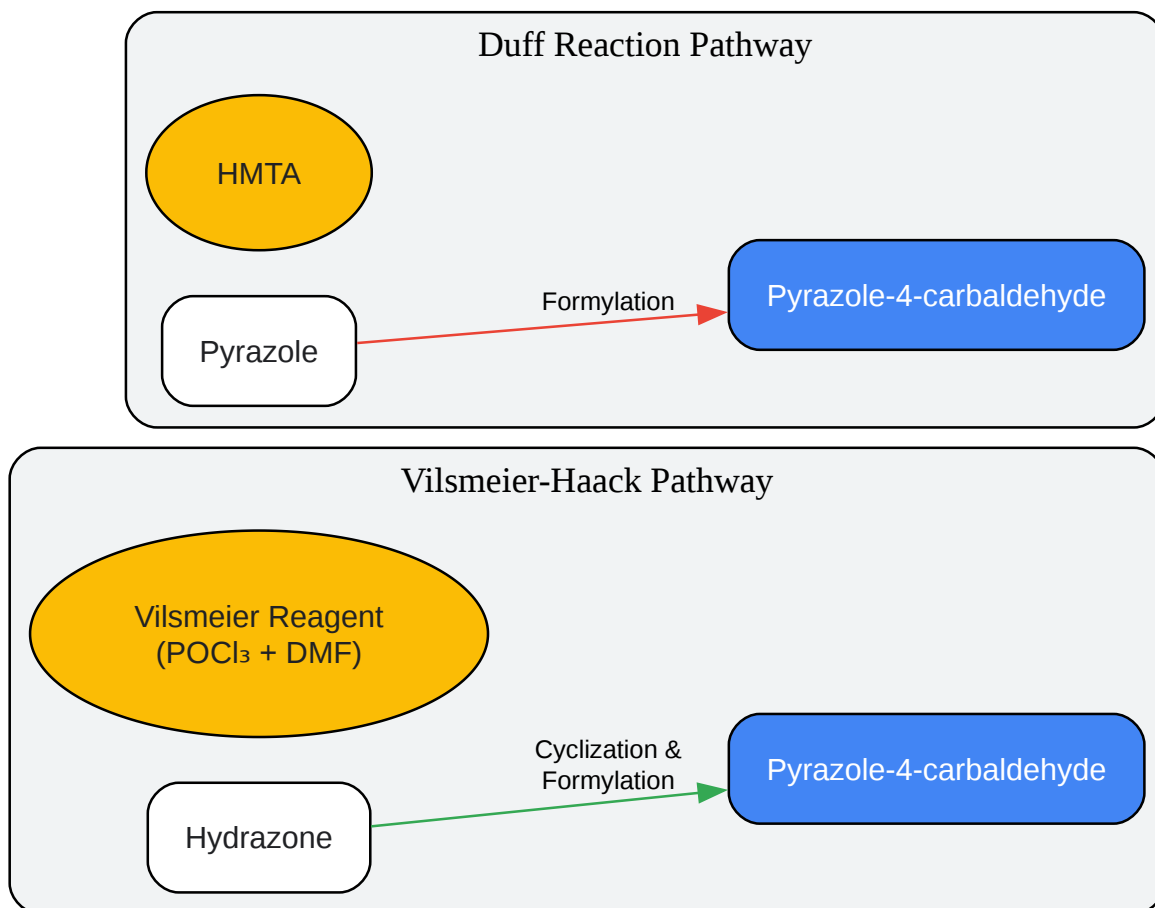 Duff Reaction Pathway
HMTA
Formylation
Pyrazole-4-carbaldehyde
Pyrazole
Vilsmeier-Haack Pathway
Vilsmeier Reagent
(POCl₃ + DMF)
Cyclization &
Formylation
Pyrazole-4-carbaldehyde
Hydrazone